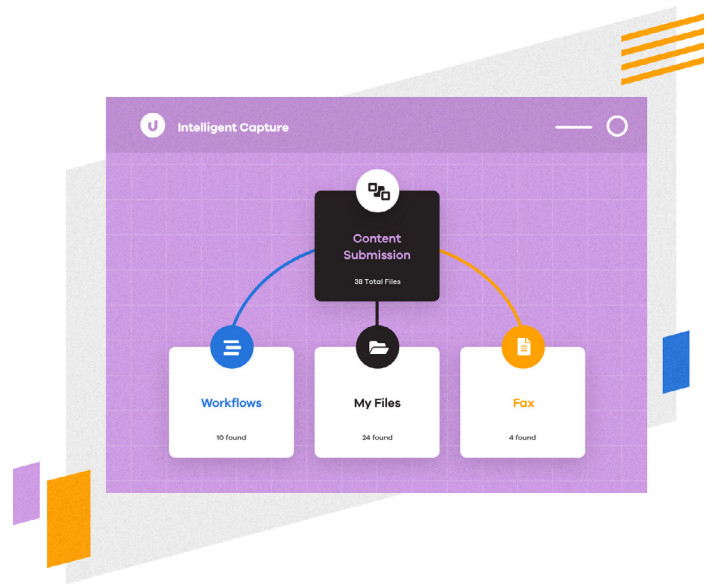 U Intelligent Capture
Content
Submission
38 Total Files
Workflows
My Files
Fax
10 found
24 found
4 found